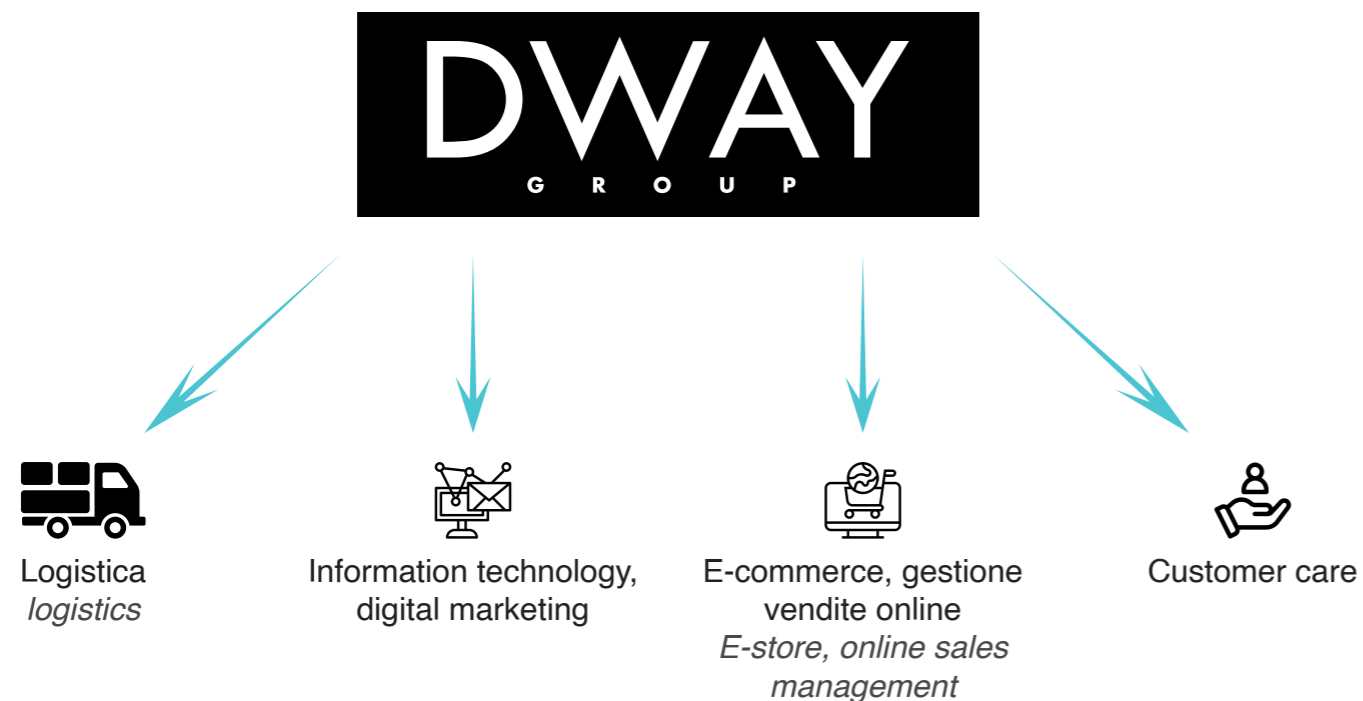 DWAY
GROUP
Logistica
logistics
Information technology,
digital marketing
E-commerce, gestione
vendite online
E-store, online sales
management
Customer care